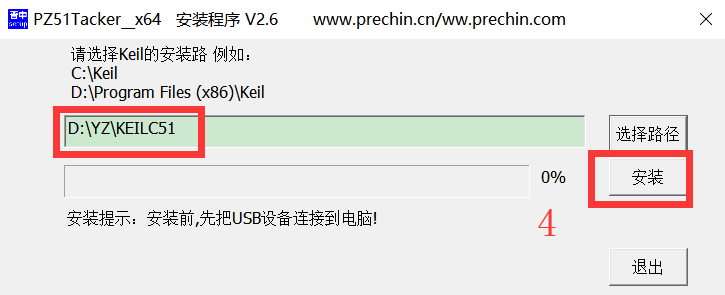 普中 setup PZ51Tacker__x64 安装程序 V2.6 www.prechin.cn/ww.prechin.com
请选择Keil的安装路 例如：
C:\Keil
D:\Program Files (x86)\Keil
D:\YZ\KEILC51
选择路径
0%
安装
安装提示：安装前,先把USB设备连接到电脑!
4
退出